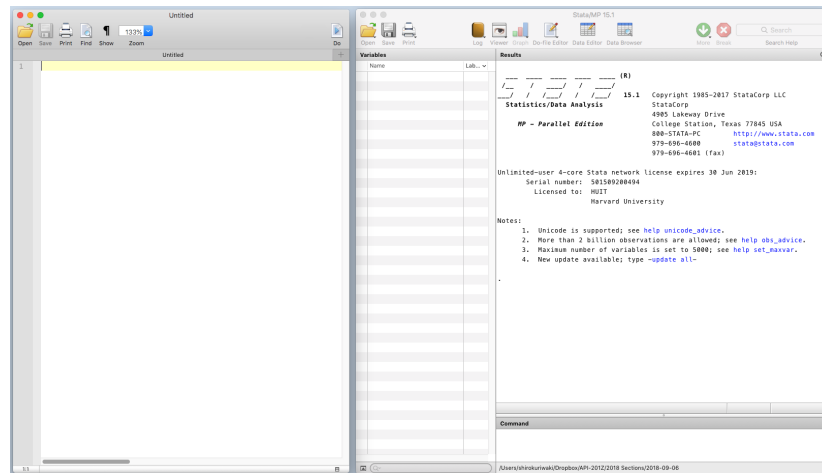 Untitled
133%
Open Save Print Find Show Zoom Do
Untitled
1
1:1
Stata/MP 15.1
Search
Open Save Print Log Viewer Graph Do-file Editor Data Editor Data Browser More Break Search Help
Variables
Name Lab...
Results
(R)
15.1 Copyright 1985-2017 StataCorp LLC
Statistics/Data Analysis StataCorp
4905 Lakeway Drive
MP - Parallel Edition College Station, Texas 77845 USA
800-STATA-PC http://www.stata.com
979-696-4600 stata@stata.com
979-696-4601 (fax)
Unlimited-user 4-core Stata network license expires 30 Jun 2019:
Serial number: 501509200494
Licensed to: HUIT
Harvard University
Notes:
1. Unicode is supported; see help unicode_advice.
2. More than 2 billion observations are allowed; see help obs_advice.
3. Maximum number of variables is set to 5000; see help set_maxvar.
4. New update available; type -update all-
.
Command
/Users/shirokuriwaki/Dropbox/API-201Z/2018 Sections/2018-09-06